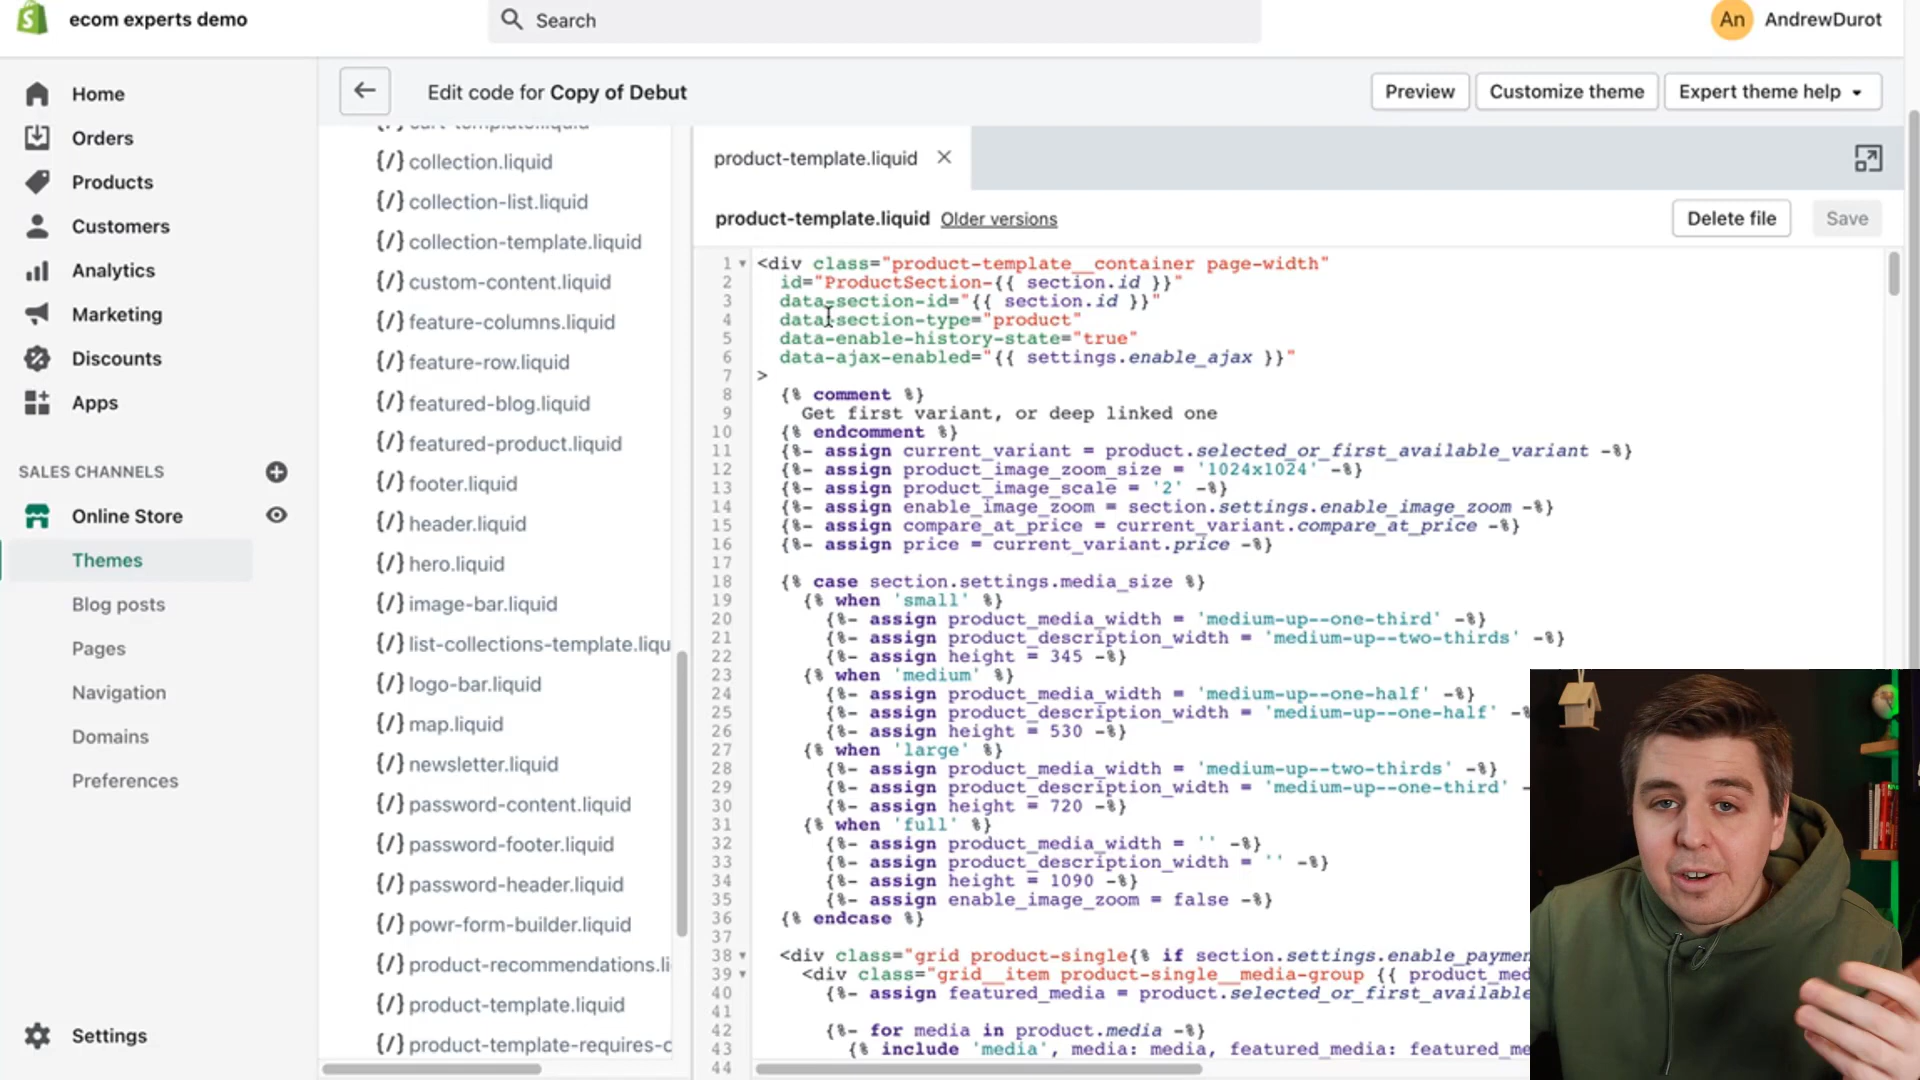 ecom experts demo
Search
An
AndrewDurot
Home
Orders
Products
Customers
Analytics
Marketing
Discounts
Apps
SALES CHANNELS
Online Store
Themes
Blog posts
Pages
Navigation
Domains
Preferences
Settings
Edit code for Copy of Debut
Preview
Customize theme
Expert theme help
{/} cart-template.liquid
{/} collection.liquid
{/} collection-list.liquid
{/} collection-template.liquid
{/} custom-content.liquid
{/} feature-columns.liquid
{/} feature-row.liquid
{/} featured-blog.liquid
{/} featured-product.liquid
{/} footer.liquid
{/} header.liquid
{/} hero.liquid
{/} image-bar.liquid
{/} list-collections-template.liqu
{/} logo-bar.liquid
{/} map.liquid
{/} newsletter.liquid
{/} password-content.liquid
{/} password-footer.liquid
{/} password-header.liquid
{/} powr-form-builder.liquid
{/} product-recommendations.li
{/} product-template.liquid
{/} product-template-requires-c
product-template.liquid
product-template.liquid Older versions
Delete file
Save
1 <div class="product-template__container page-width"
2 id="ProductSection-{{ section.id }}"
3 data-section-id="{{ section.id }}"
4 data-section-type="product"
5 data-enable-history-state="true"
6 data-ajax-enabled="{{ settings.enable_ajax }}"
7 >
8 {% comment %}
9 Get first variant, or deep linked one
10 {% endcomment %}
11 {%- assign current_variant = product.selected_or_first_available_variant -%}
12 {%- assign product_image_zoom_size = '1024x1024' -%}
13 {%- assign product_image_scale = '2' -%}
14 {%- assign enable_image_zoom = section.settings.enable_image_zoom -%}
15 {%- assign compare_at_price = current_variant.compare_at_price -%}
16 {%- assign price = current_variant.price -%}
17
18 {% case section.settings.media_size %}
19 {% when 'small' %}
20 {%- assign product_media_width = 'medium-up--one-third' -%}
21 {%- assign product_description_width = 'medium-up--two-thirds' -%}
22 {%- assign height = 345 -%}
23 {% when 'medium' %}
24 {%- assign product_media_width = 'medium-up--one-half' -%}
25 {%- assign product_description_width = 'medium-up--one-half' -%
26 {%- assign height = 530 -%}
27 {% when 'large' %}
28 {%- assign product_media_width = 'medium-up--two-thirds' -%}
29 {%- assign product_description_width = 'medium-up--one-third' -
30 {%- assign height = 720 -%}
31 {% when 'full' %}
32 {%- assign product_media_width = '' -%}
33 {%- assign product_description_width = '' -%}
34 {%- assign height = 1090 -%}
35 {%- assign enable_image_zoom = false -%}
36 {% endcase %}
37
38 <div class="grid product-single{% if section.settings.enable_paymen
39 <div class="grid__item product-single__media-group {{ product_med
40 {%- assign featured_media = product.selected_or_first_available
41
42 {%- for media in product.media -%}
43 {% include 'media', media: media, featured_media: featured_me
44